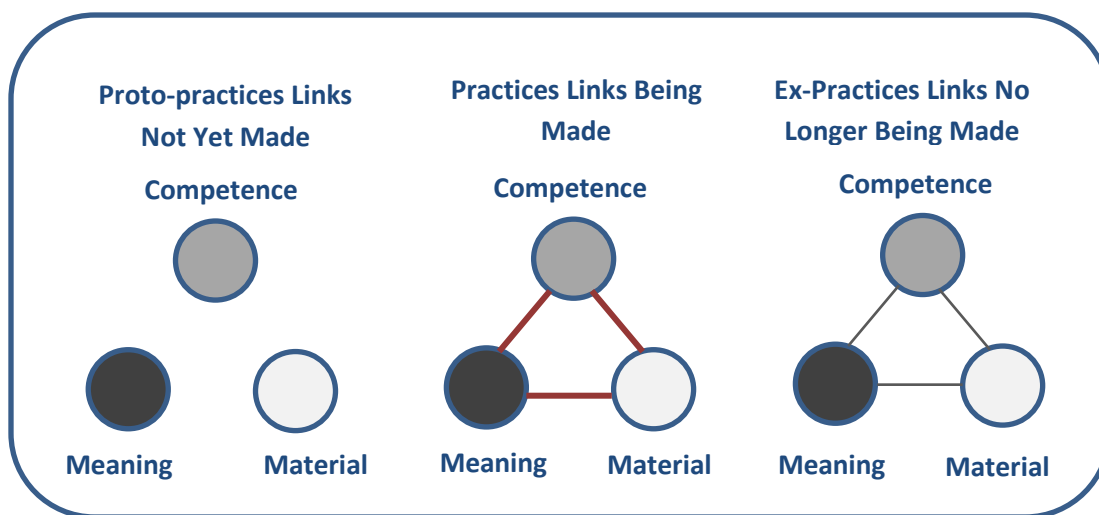 Proto-practices Links
Not Yet Made
Competence
Meaning
Material
Practices Links Being
Made
Competence
Meaning
Material
Ex-Practices Links No
Longer Being Made
Competence
Meaning
Material